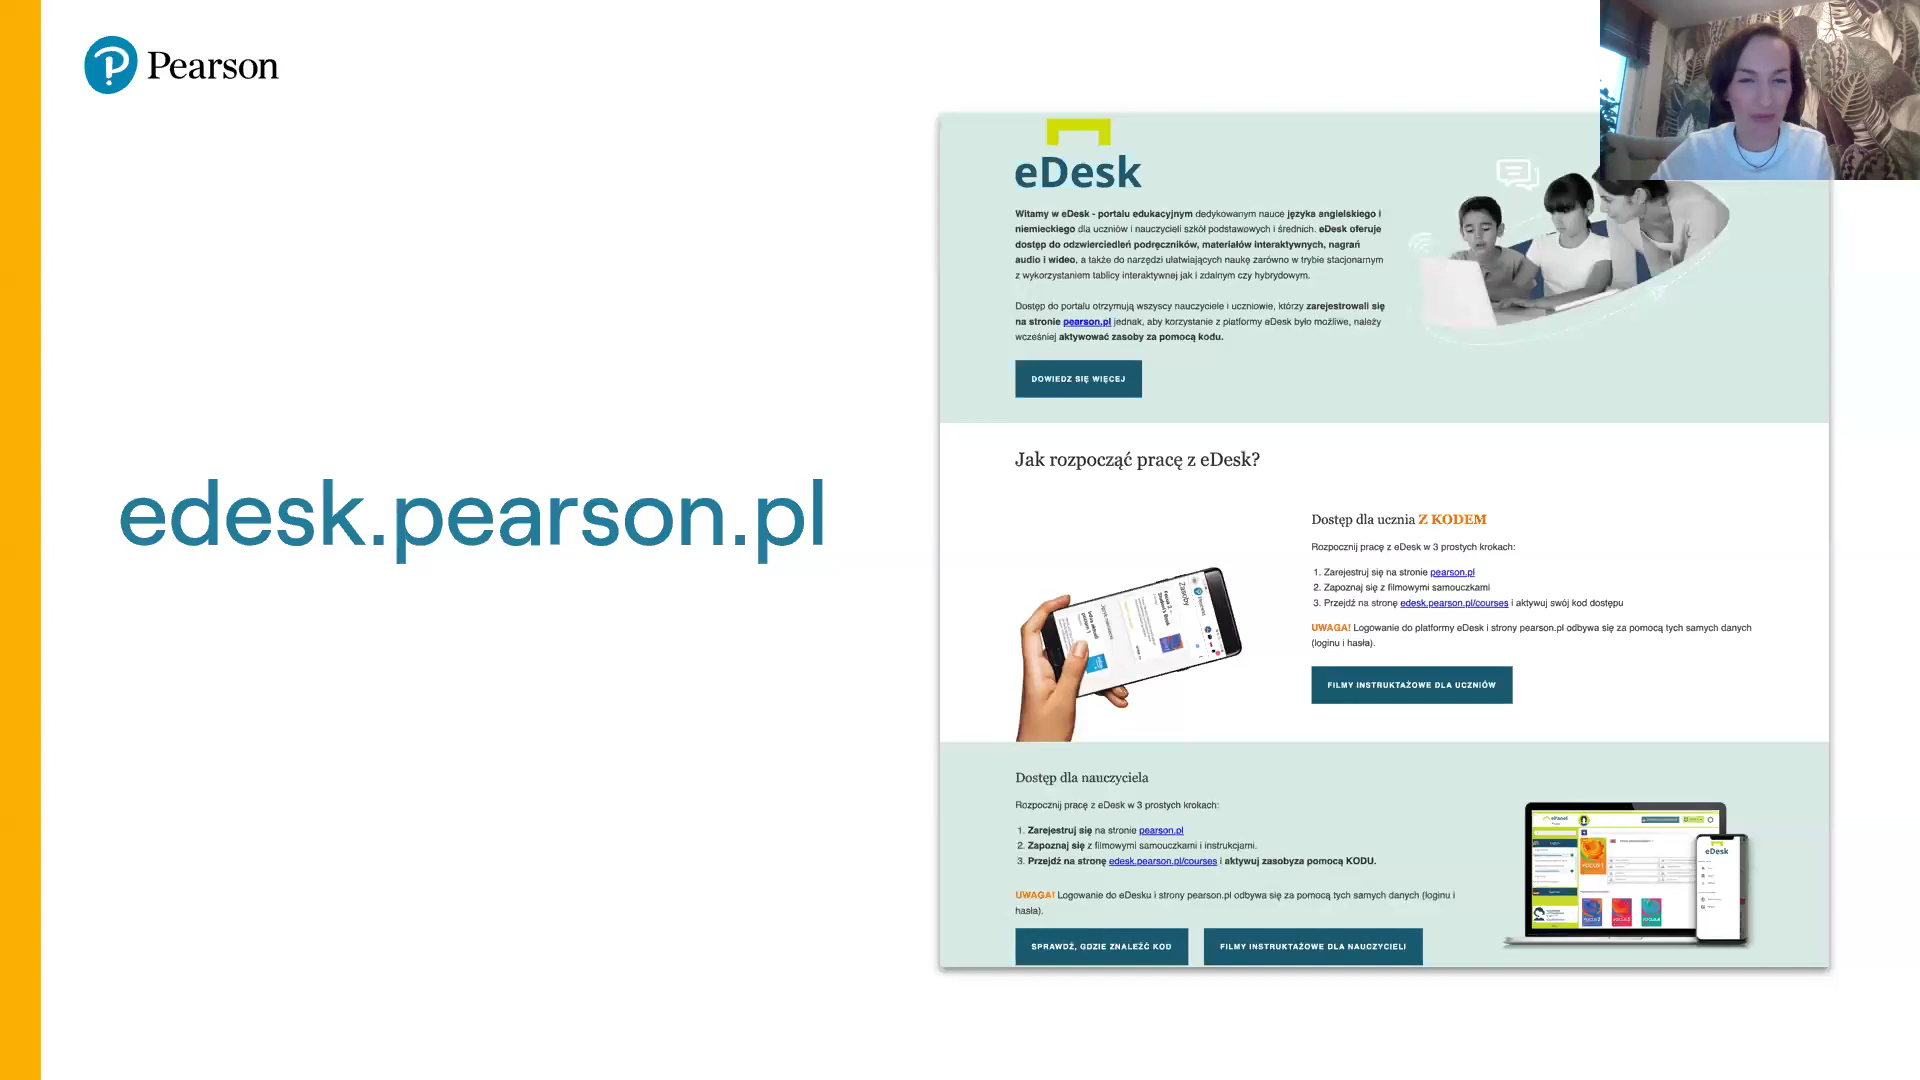 Pearson
edesk.pearson.pl
eDesk
Witamy w eDesk - portalu edukacyjnym dedykowanym nauce języka angielskiego i
niemieckiego dla uczniów i nauczycieli szkół podstawowych i średnich. eDesk oferuje
dostęp do odzwierciedleń podręczników, materiałów interaktywnych, nagrań
audio i wideo, a także do narzędzi ułatwiających naukę zarówno w trybie stacjonarnym
z wykorzystaniem tablicy interaktywnej jak i zdalnym czy hybrydowym.
Dostęp do portalu otrzymują wszyscy nauczyciele i uczniowie, którzy zarejestrowali się
na stronie pearson.pl jednak, aby korzystanie z platformy eDesk było możliwe, należy
wcześniej aktywować zasoby za pomocą kodu.
DOWIEDZ SIĘ WIĘCEJ
Jak rozpocząć pracę z eDesk?
Dostęp dla ucznia Z KODEM
Rozpocznij pracę z eDesk w 3 prostych krokach:
1. Zarejestruj się na stronie pearson.pl
2. Zapoznaj się z filmowymi samouczkami
3. Przejdź na stronę edesk.pearson.pl/courses i aktywuj swój kod dostępu
UWAGA! Logowanie do platformy eDesk i strony pearson.pl odbywa się za pomocą tych samych danych
(loginu i hasła).
FILMY INSTRUKTAŻOWE DLA UCZNIÓW
Zasoby
Dostęp dla nauczyciela
Rozpocznij pracę z eDesk w 3 prostych krokach:
1. Zarejestruj się na stronie pearson.pl
2. Zapoznaj się z filmowymi samouczkami i instrukcjami.
3. Przejdź na stronę edesk.pearson.pl/courses i aktywuj zasobyza pomocą KODU.
UWAGA! Logowanie do eDesku i strony pearson.pl odbywa się za pomocą tych samych danych (loginu i
hasła).
SPRAWDŹ, GDZIE ZNALEŹĆ KOD
FILMY INSTRUKTAŻOWE DLA NAUCZYCIELI
eDesk